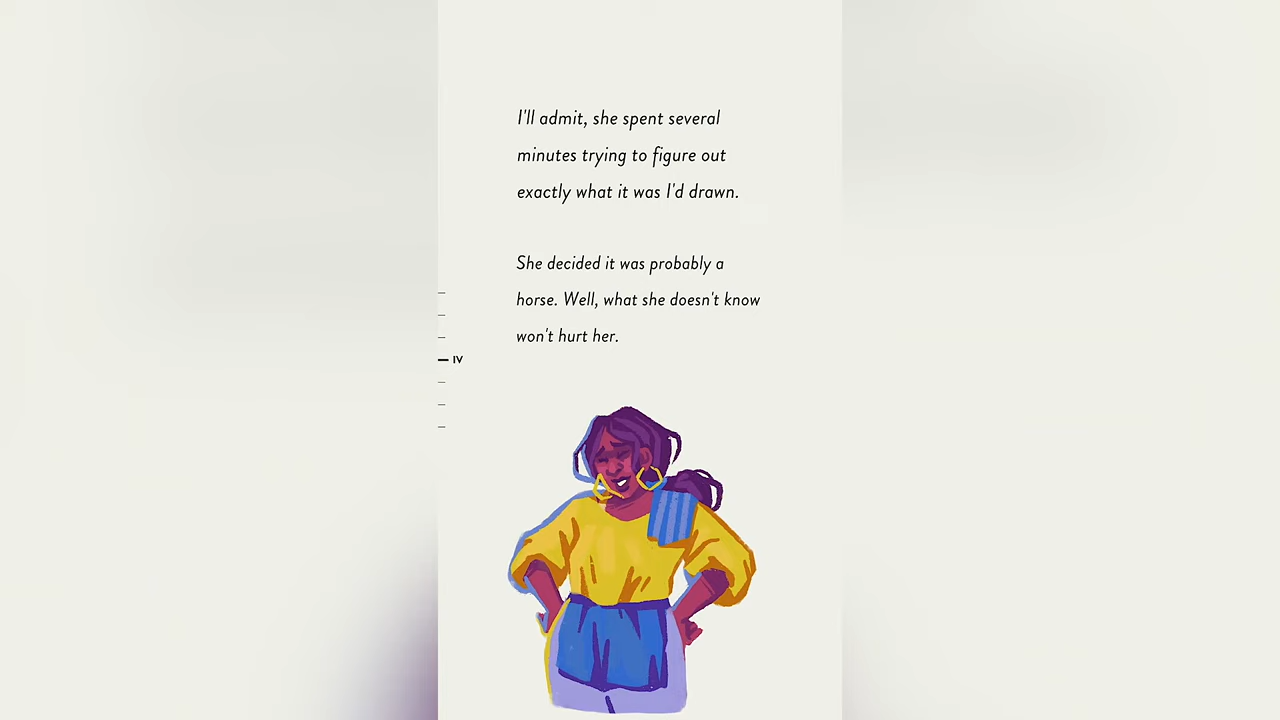 I'll admit, she spent several
minutes trying to figure out
exactly what it was I'd drawn.
She decided it was probably a
horse. Well, what she doesn't know
won't hurt her.
IV